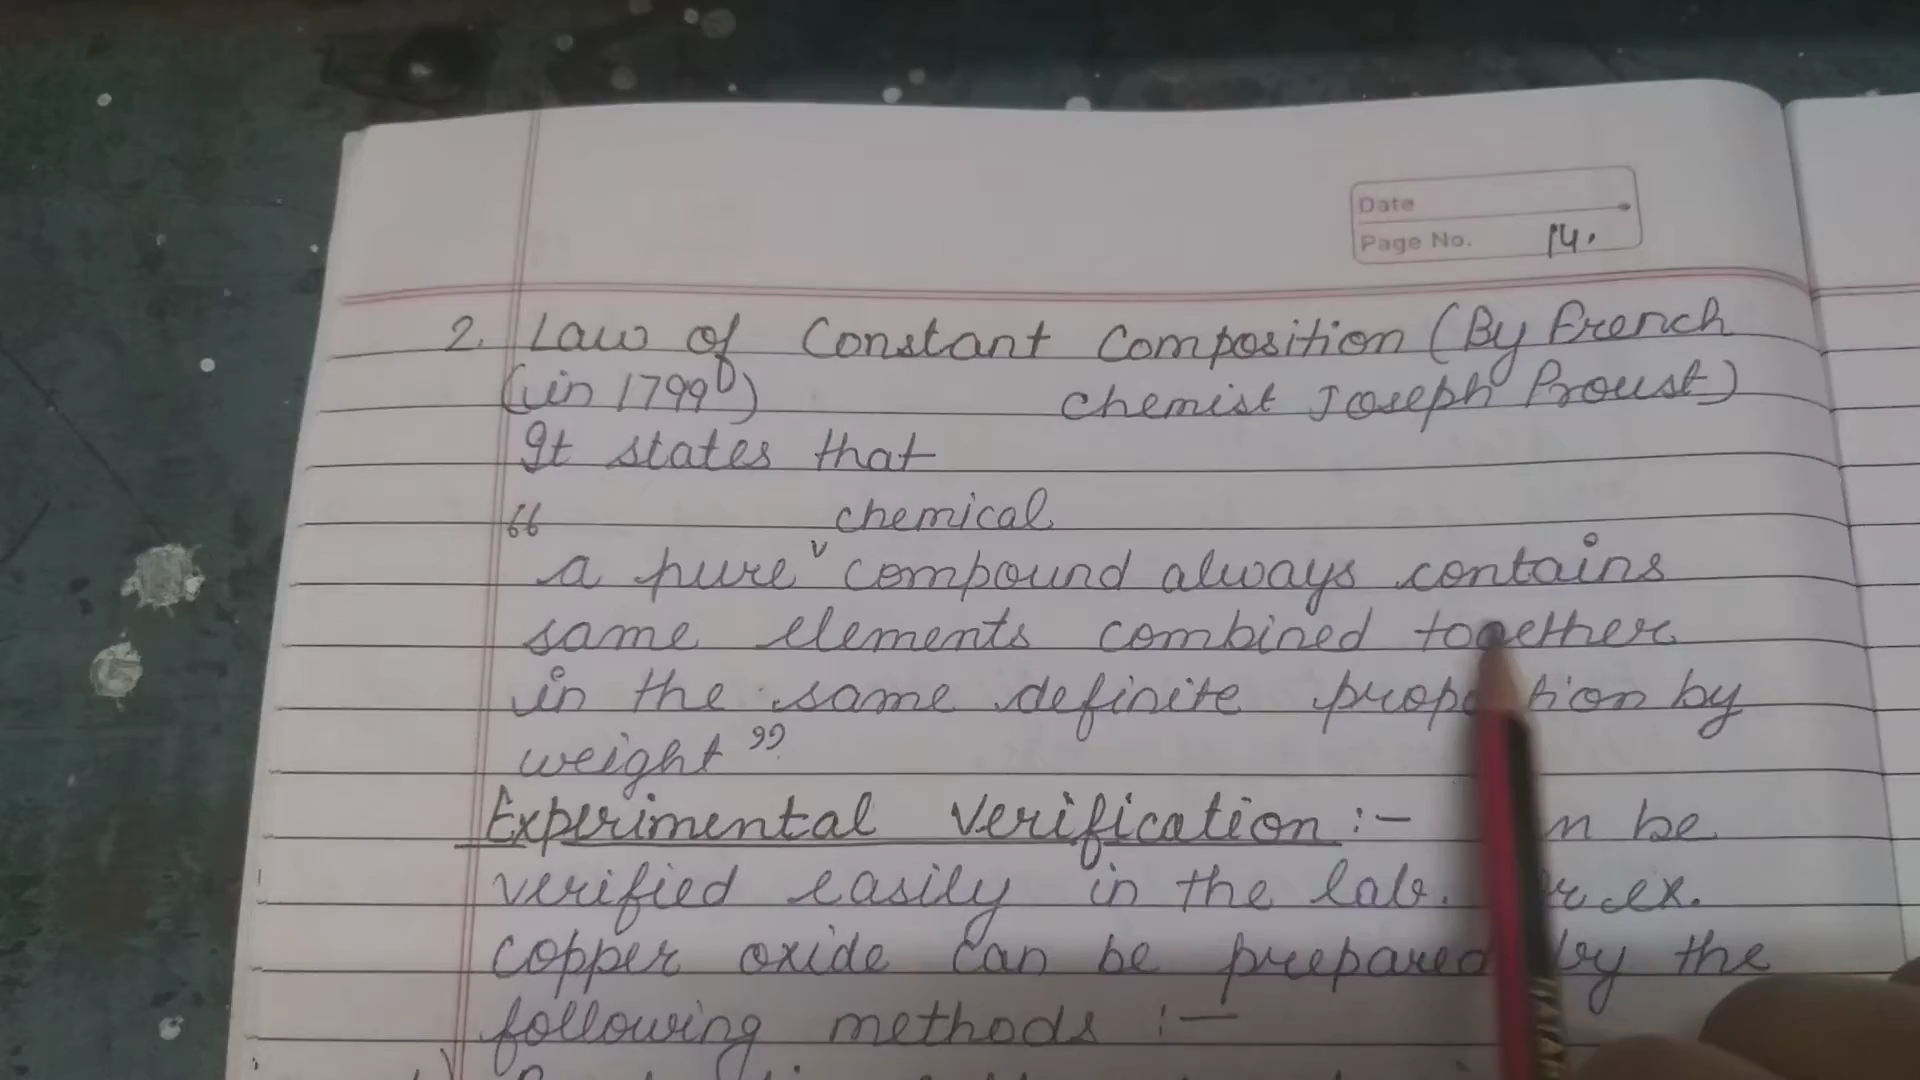 Date
Page No. 14.
2. Law of Constant Composition (By French
(in 1799) chemist Joseph Proust)
It states that
“ chemical
a pure ᵛ compound always contains
same elements combined together
in the same definite by
weight ”
Experimental verification :- be
verified easily in the lab. ex.
copper oxide can be prepared by the
following methods :-